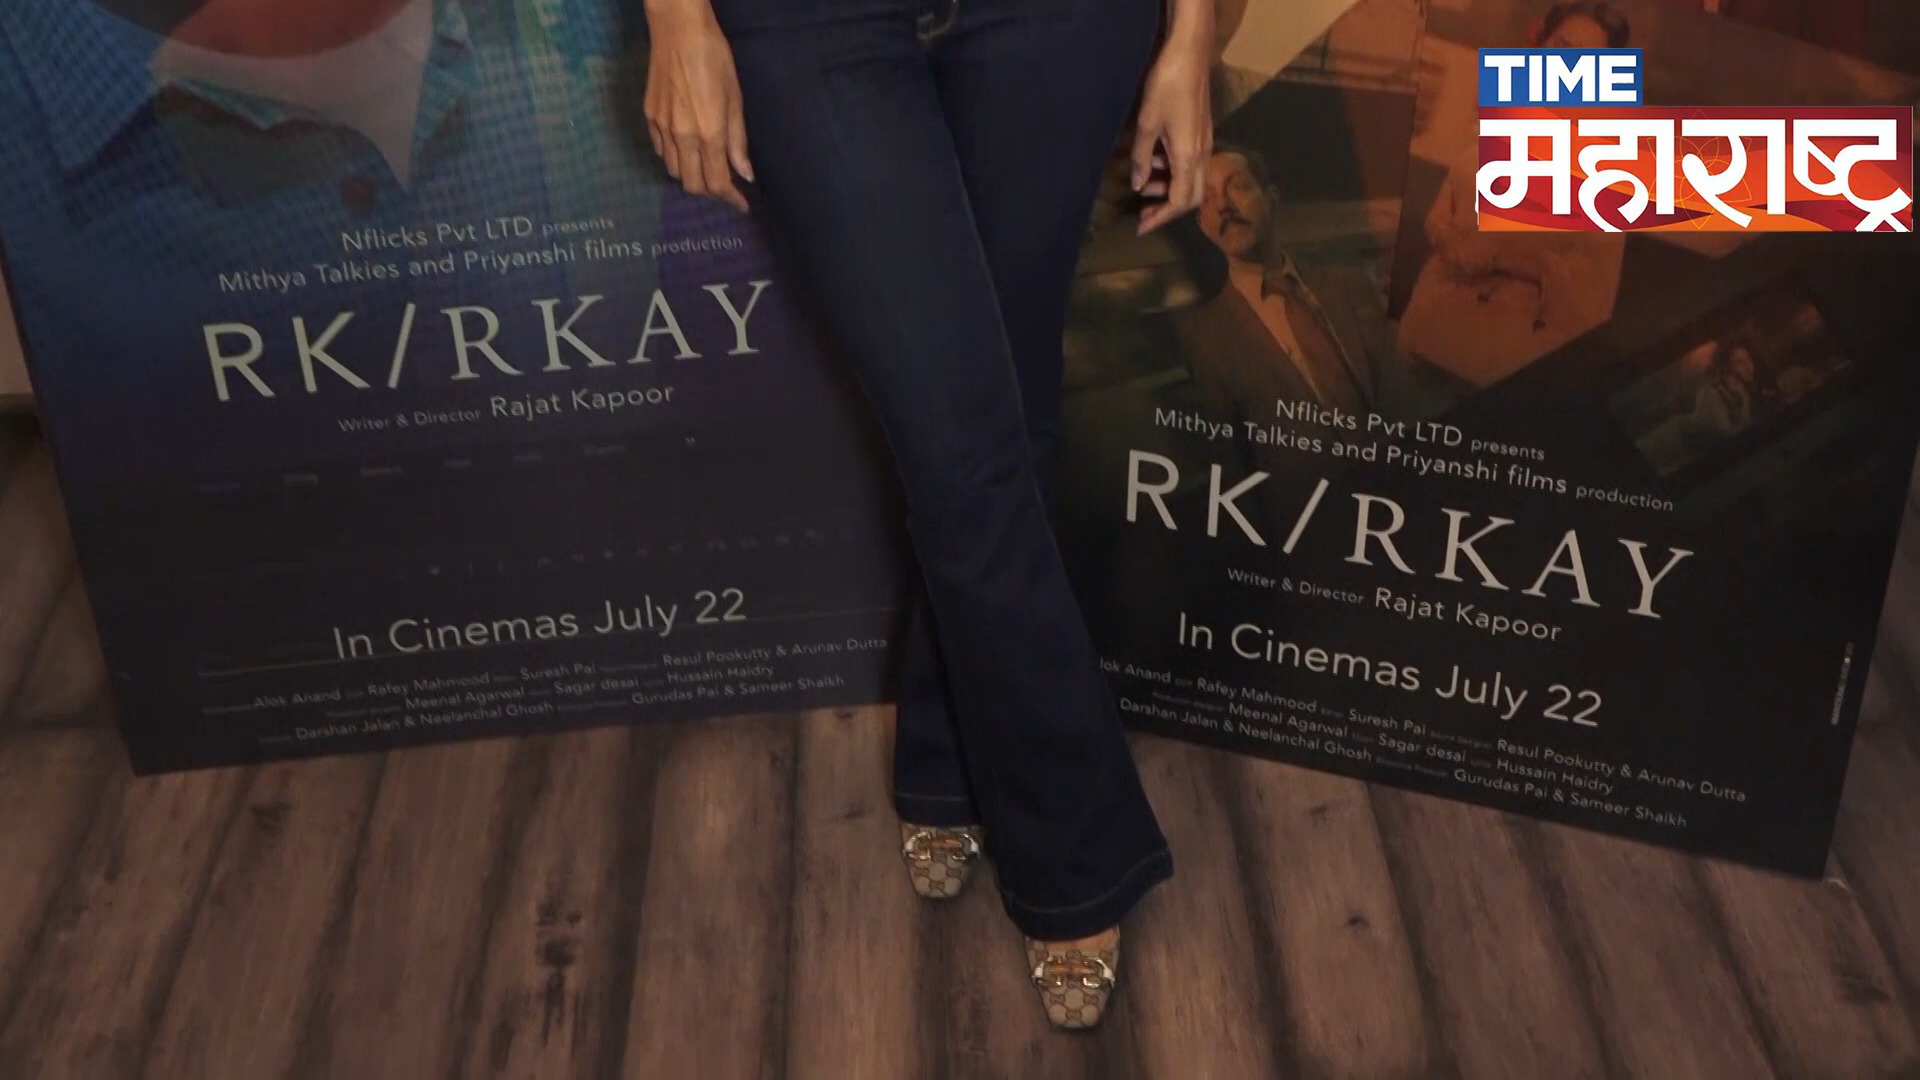 TIME
महाराष्ट्र
Nflicks Pvt LTD presents
Mithya Talkies and Priyanshi films production
RK/RKAY
Writer & Director Rajat Kapoor
In Cinemas July 22
Alok Anand Rafey Mahmood Suresh Pai Resul Pookutty & Arunav Dutta
Meenal Agarwal Sagar desai Hussain Haidry
Darshan Jalan & Neelanchal Ghosh Gurudas Pai & Sameer Shaikh
Nflicks Pvt LTD presents
Mithya Talkies and Priyanshi films production
RK/RKAY
Writer & Director Rajat Kapoor
In Cinemas July 22
lok Anand Rafey Mahmood Suresh Pai Resul Pookutty & Arunav Dutta
Meenal Agarwal Sagar desai Hussain Haidry
Darshan Jalan & Neelanchal Ghosh Gurudas Pai & Sameer Shaikh